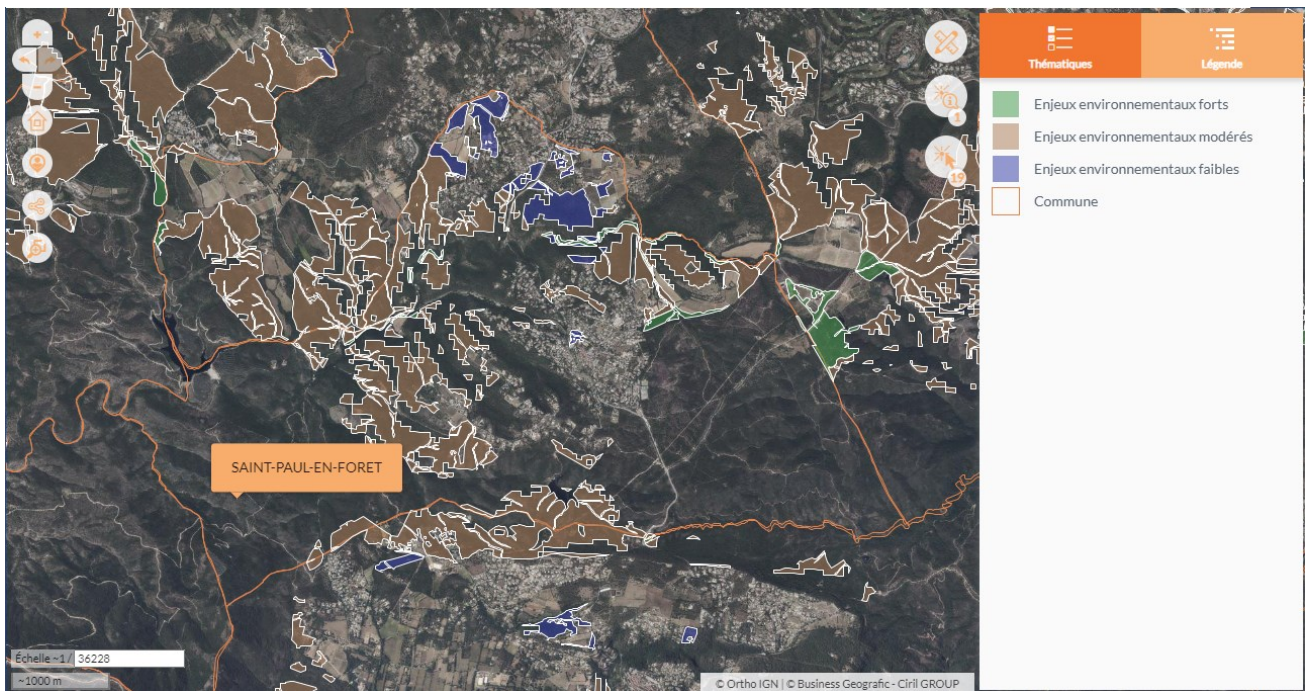 +
−
1
19
Thématiques
Légende
Enjeux environnementaux forts
Enjeux environnementaux modérés
Enjeux environnementaux faibles
Commune
SAINT-PAUL-EN-FORET
Échelle ~1 / 36228
~1000 m
© Ortho IGN | © Business Geografic - Ciril GROUP